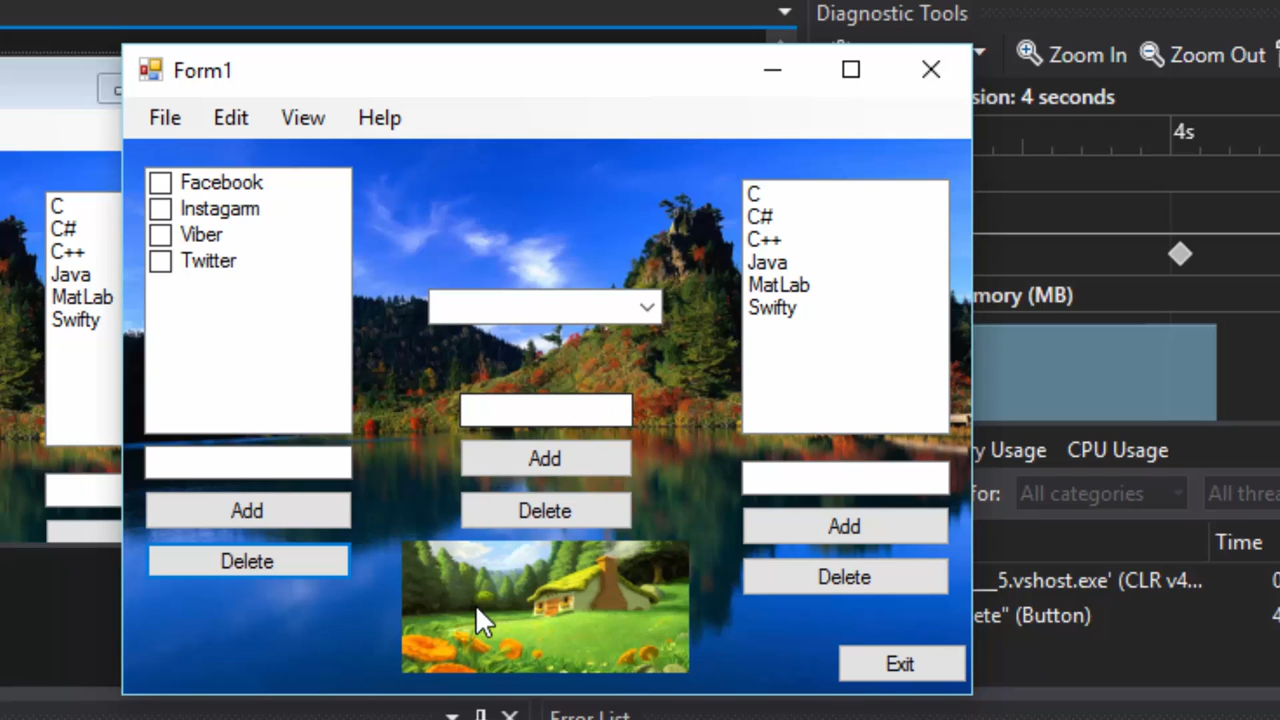 Diagnostic Tools
Form1
Zoom In Zoom Out
sion: 4 seconds
File Edit View Help
4s
Facebook
Instagarm
Viber
Twitter
C
C#
C++
Java
MatLab
Swifty
C
C#
C++
Java
MatLab
Swifty
mory (MB)
Add
Delete
Add
Delete
Add
Delete
Exit
y Usage CPU Usage
for: All categories All threa
Time
__5.vshost.exe' (CLR v4...
ete" (Button)
Error List